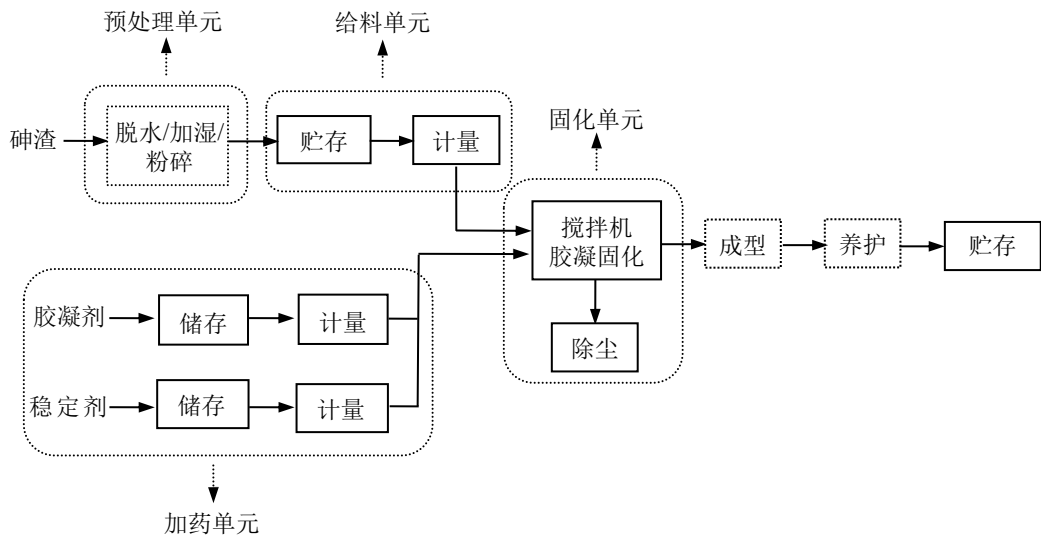 预处理单元
给料单元
固化单元
砷渣
脱水/加湿/
粉碎
贮存
计量
搅拌机
胶凝固化
成型
养护
贮存
除尘
胶凝剂
储存
计量
稳定剂
储存
计量
加药单元